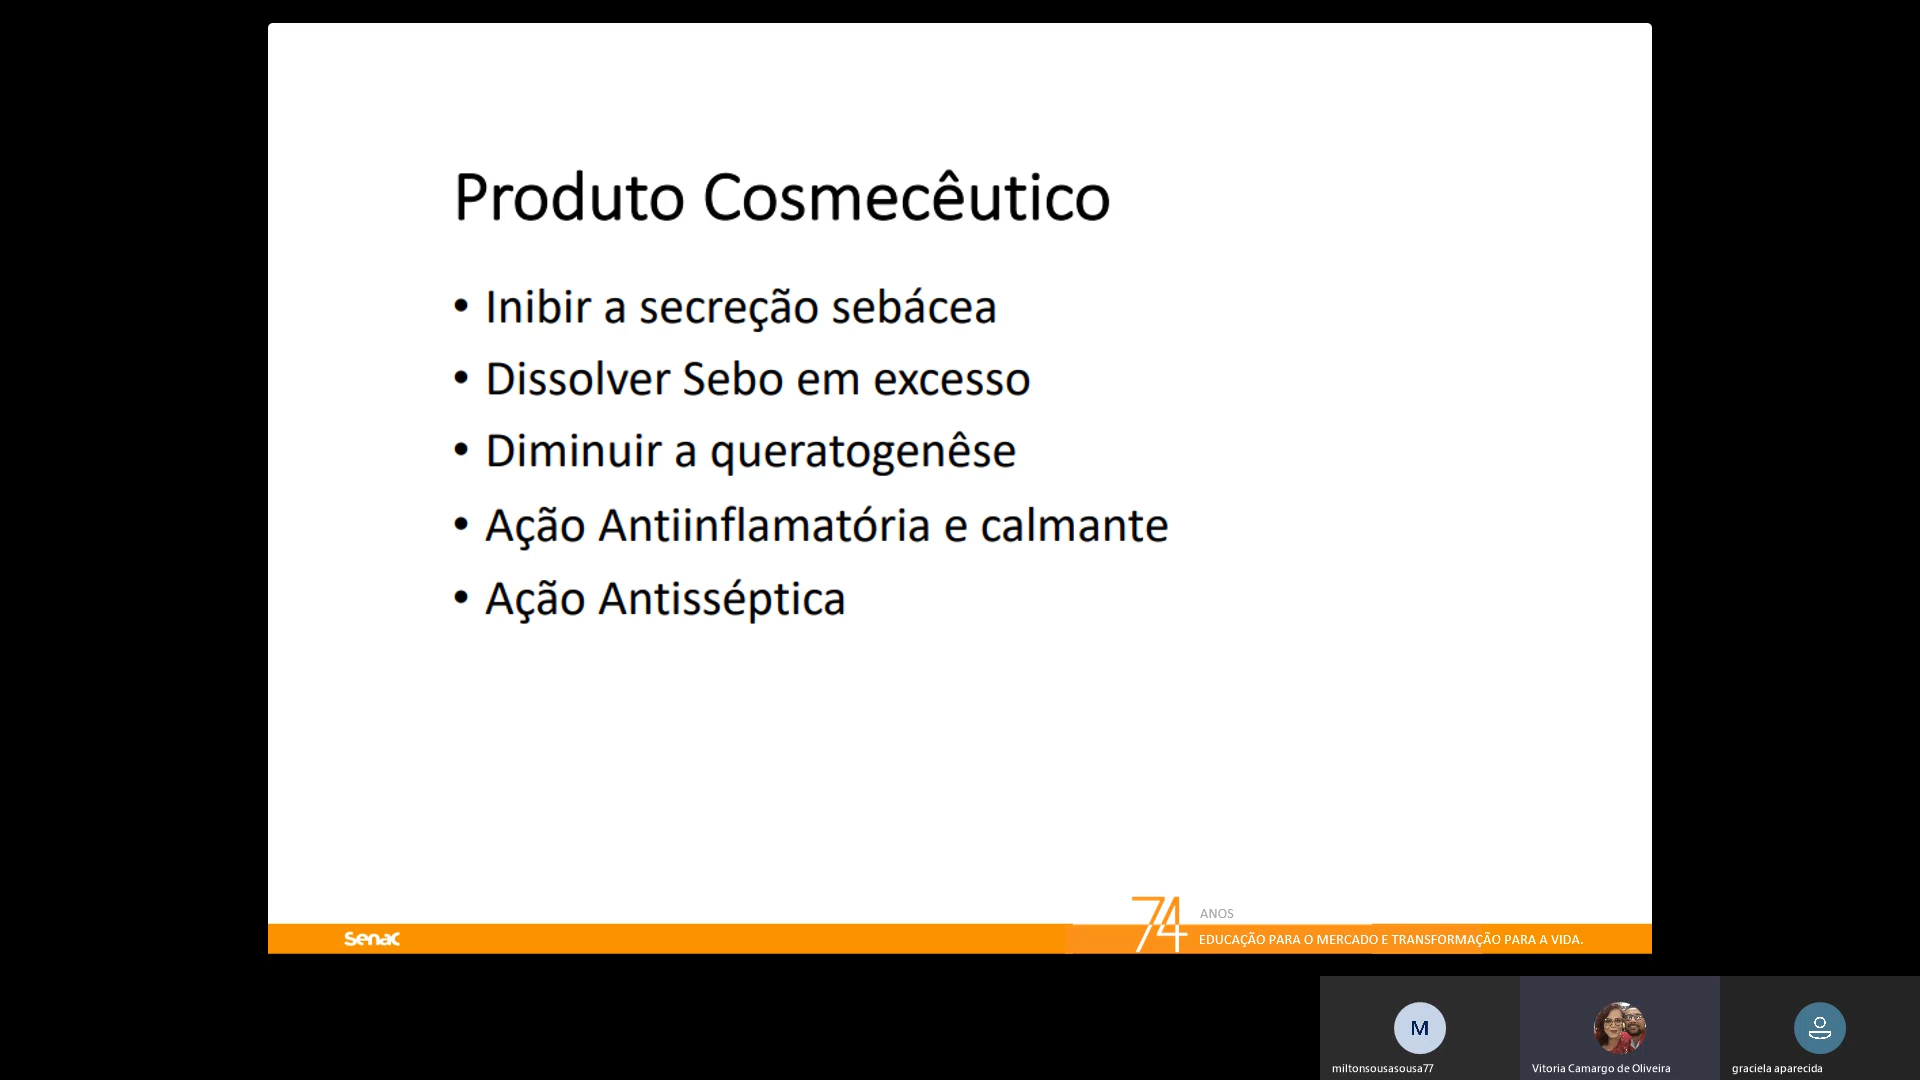 Produto Cosmecêutico
• Inibir a secreção sebácea
• Dissolver Sebo em excesso
• Diminuir a queratogenêse
• Ação Antiinflamatória e calmante
• Ação Antisséptica
Senac
74 ANOS
EDUCAÇÃO PARA O MERCADO E TRANSFORMAÇÃO PARA A VIDA.
M
miltonsousasousa77
Vitoria Camargo de Oliveira
graciela aparecida